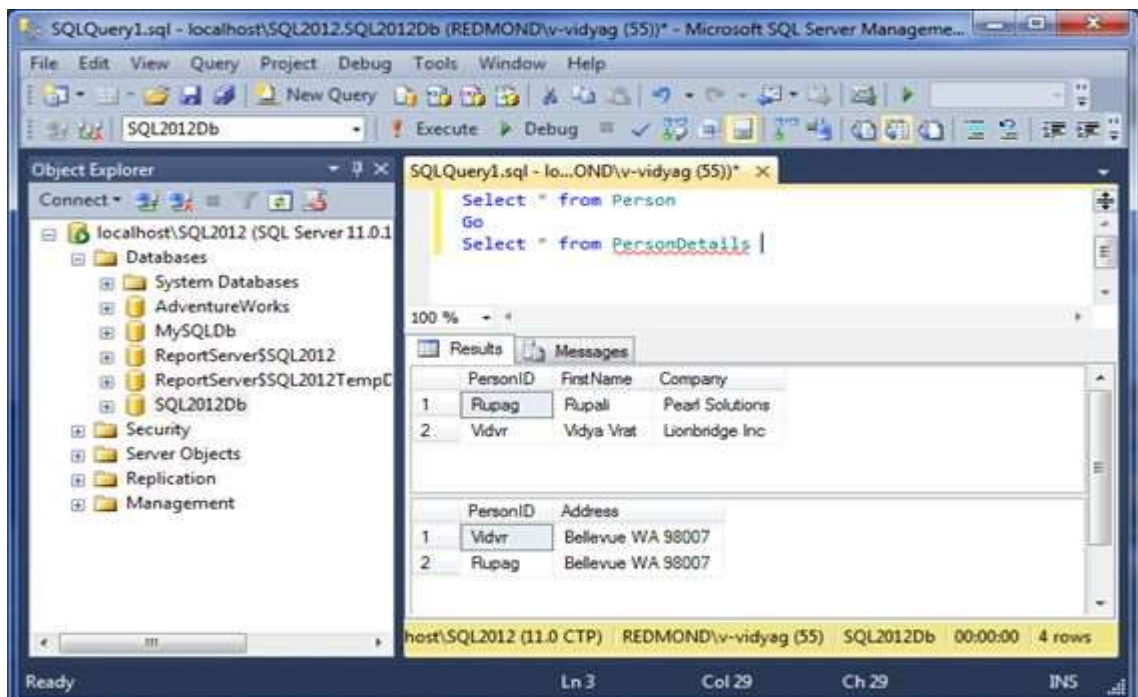 SQLQuery1.sql - localhost\SQL2012.SQL2012Db (REDMOND\v-vidyag (55))* - Microsoft SQL Server Manageme...
File Edit View Query Project Debug Tools Window Help
New Query
SQL2012Db Execute Debug
Object Explorer
Connect
localhost\SQL2012 (SQL Server 11.0.1
Databases
System Databases
AdventureWorks
MySQLDb
ReportServer$SQL2012
ReportServer$SQL2012TempD
SQL2012Db
Security
Server Objects
Replication
Management
SQLQuery1.sql - lo...OND\v-vidyag (55))*
Select * from Person
Go
Select * from PersonDetails
100 %
Results Messages
PersonID FirstName Company
1 Rupag Rupali Pearl Solutions
2 Vidvr Vidya Vrat Lionbridge Inc
PersonID Address
1 Vidvr Bellevue WA 98007
2 Rupag Bellevue WA 98007
host\SQL2012 (11.0 CTP) REDMOND\v-vidyag (55) SQL2012Db 00:00:00 4 rows
Ready Ln 3 Col 29 Ch 29 INS